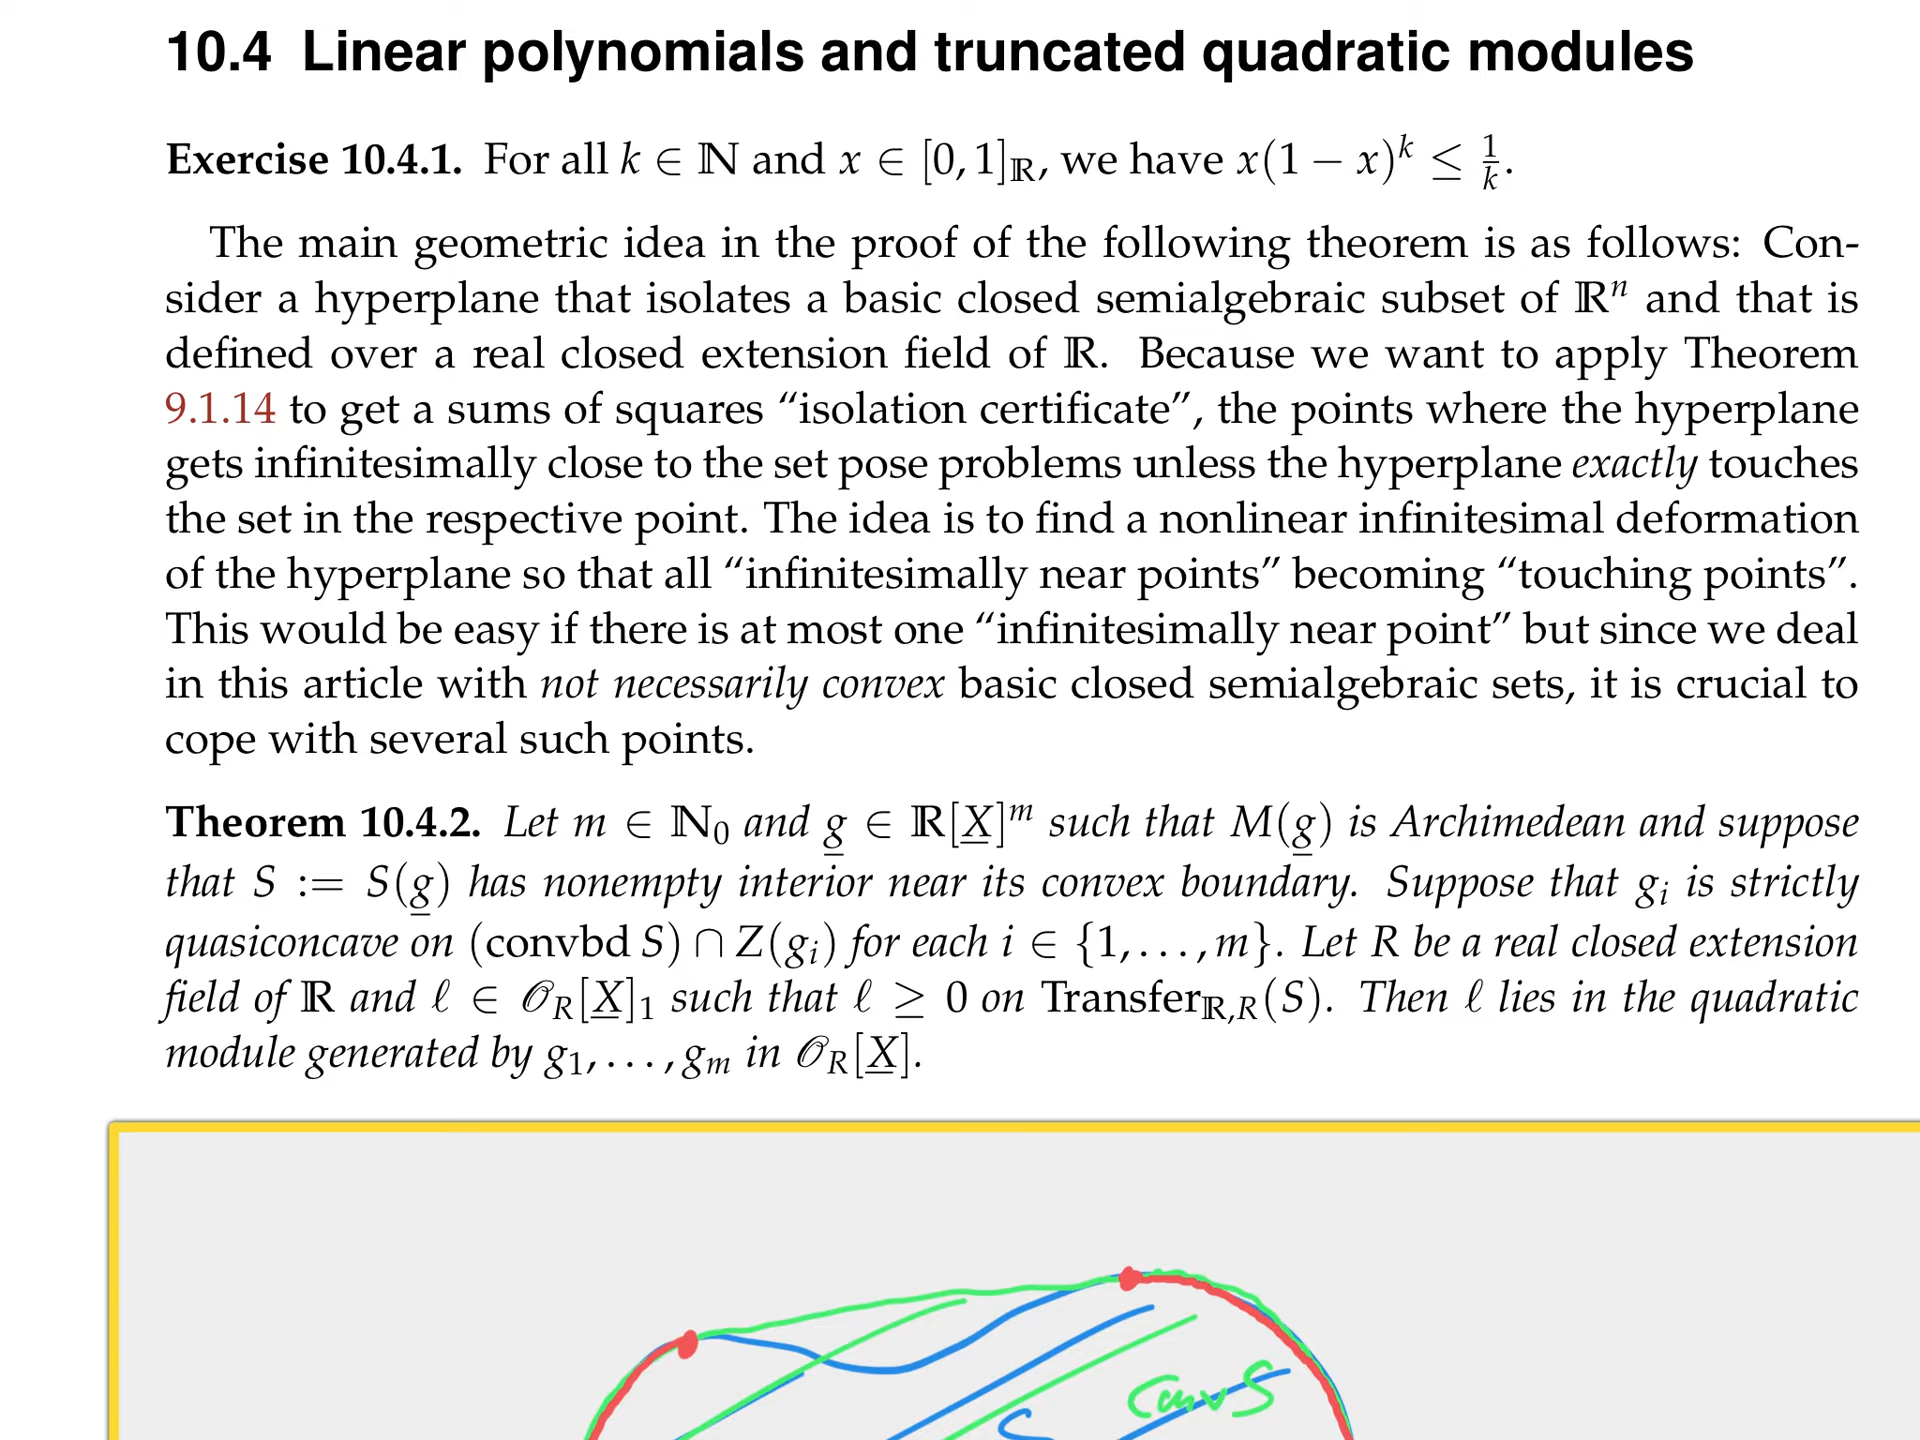 10.4 Linear polynomials and truncated quadratic modules
Exercise 10.4.1. For all k ∈ ℕ and x ∈ [0, 1]_ℝ, we have x(1 − x)^k ≤ 1/k.
The main geometric idea in the proof of the following theorem is as follows: Con-
sider a hyperplane that isolates a basic closed semialgebraic subset of ℝ^n and that is
defined over a real closed extension field of ℝ. Because we want to apply Theorem
9.1.14 to get a sums of squares “isolation certificate”, the points where the hyperplane
gets infinitesimally close to the set pose problems unless the hyperplane exactly touches
the set in the respective point. The idea is to find a nonlinear infinitesimal deformation
of the hyperplane so that all “infinitesimally near points” becoming “touching points”.
This would be easy if there is at most one “infinitesimally near point” but since we deal
in this article with not necessarily convex basic closed semialgebraic sets, it is crucial to
cope with several such points.
Theorem 10.4.2. Let m ∈ ℕ₀ and g̲ ∈ ℝ[X̲]^m such that M(g̲) is Archimedean and suppose
that S := S(g̲) has nonempty interior near its convex boundary. Suppose that g_i is strictly
quasiconcave on (convbd S) ∩ Z(g_i) for each i ∈ {1, . . . , m}. Let R be a real closed extension
field of ℝ and ℓ ∈ 𝒪_R[X̲]₁ such that ℓ ≥ 0 on Transfer_{ℝ,R}(S). Then ℓ lies in the quadratic
module generated by g₁, . . . , g_m in 𝒪_R[X̲].
conv S
S